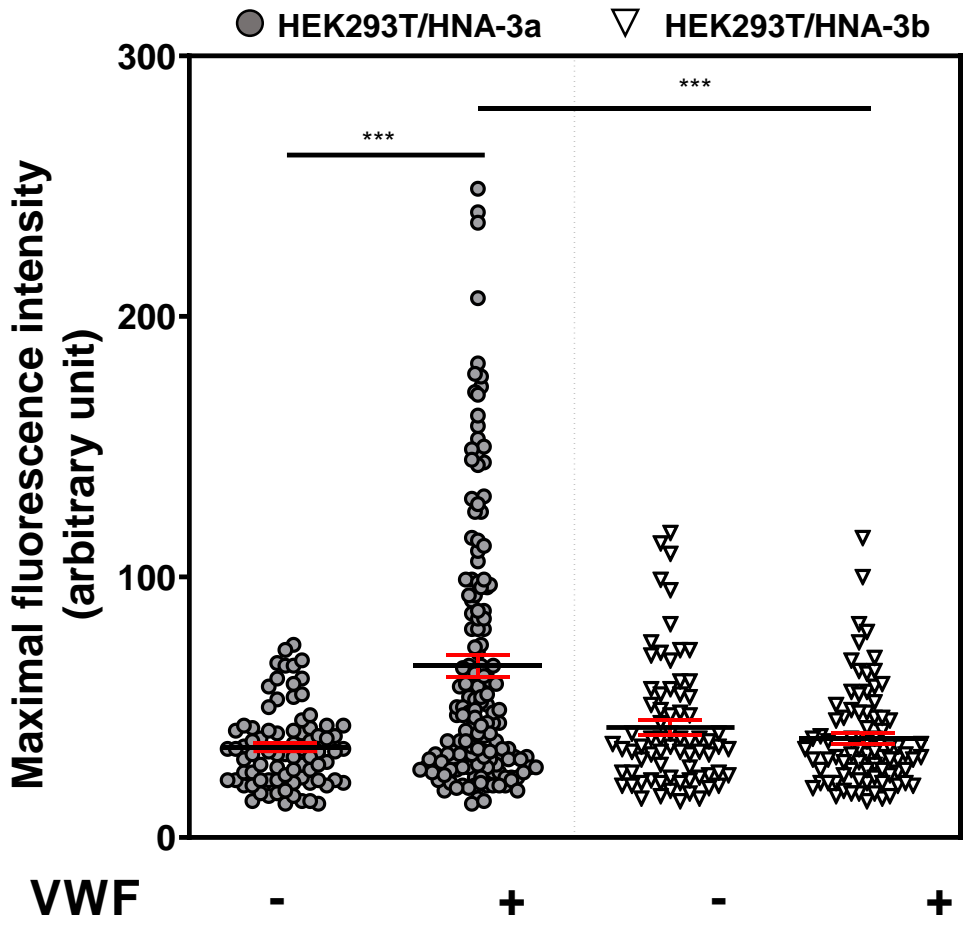 HEK293T/HNA-3a HEK293T/HNA-3b
Maximal fluorescence intensity
(arbitrary unit)
300
200
100
0
***
***
VWF - + - +